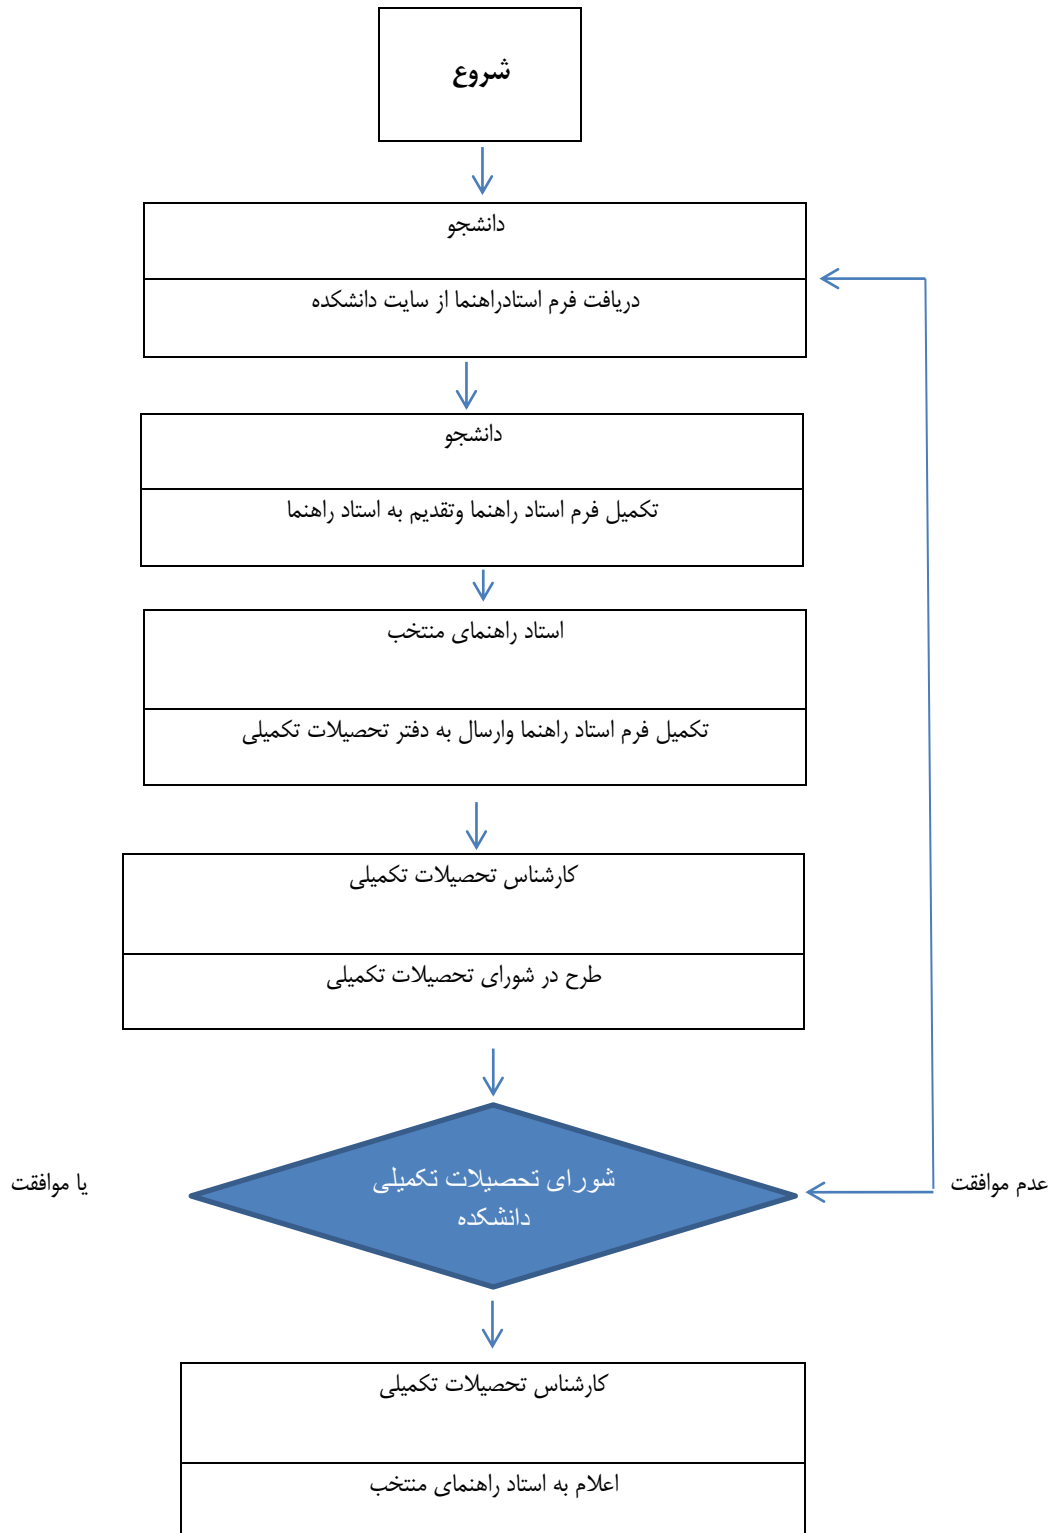 شروع
دانشجو
دریافت فرم استادراهنما از سایت دانشکده
دانشجو
تکمیل فرم استاد راهنما وتقدیم به استاد راهنما
استاد راهنمای منتخب
تکمیل فرم استاد راهنما وارسال به دفتر تحصیلات تکمیلی
کارشناس تحصیلات تکمیلی
طرح در شورای تحصیلات تکمیلی
عدم موافقت
شورای تحصیلات تکمیلی
دانشکده
یا موافقت
کارشناس تحصیلات تکمیلی
اعلام به استاد راهنمای منتخب